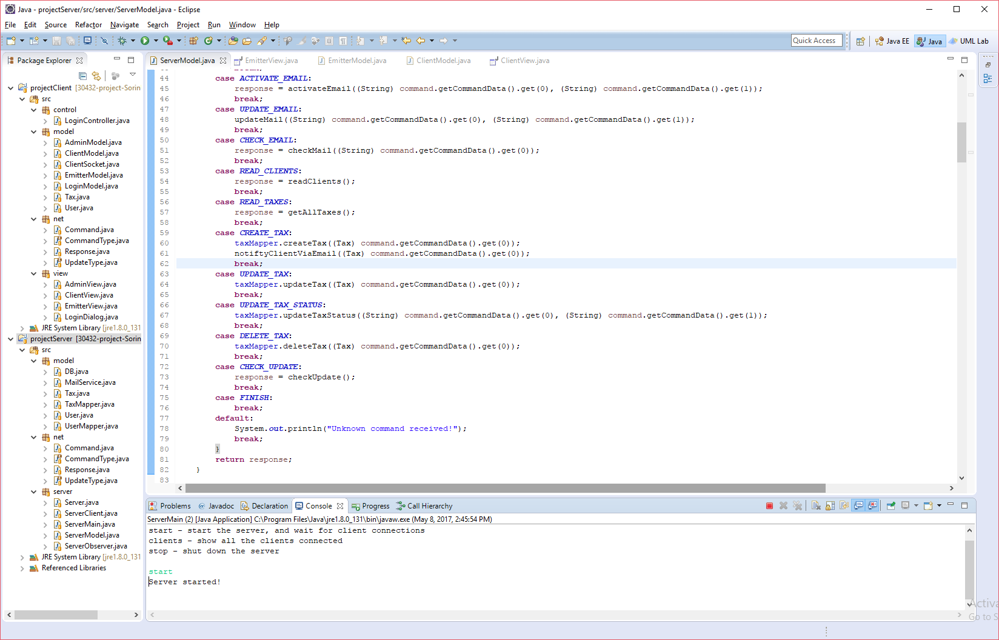 Java - projectServer/src/server/ServerModel.java - Eclipse
File Edit Source Refactor Navigate Search Project Run Window Help
Quick Access
Java EE
Java
UML Lab
Package Explorer
projectClient [30432-project-Sorin
src
control
LoginController.java
model
AdminModel.java
ClientModel.java
ClientSocket.java
EmitterModel.java
LoginModel.java
Tax.java
User.java
net
Command.java
CommandType.java
Response.java
UpdateType.java
view
AdminView.java
ClientView.java
EmitterView.java
LoginDialog.java
JRE System Library [jre1.8.0_131
projectServer [30432-project-Sorin
src
model
DB.java
MailService.java
Tax.java
TaxMapper.java
User.java
UserMapper.java
net
Command.java
CommandType.java
Response.java
UpdateType.java
server
Server.java
ServerClient.java
ServerMain.java
ServerModel.java
ServerObserver.java
JRE System Library [jre1.8.0_131
Referenced Libraries
ServerModel.java EmitterView.java EmitterModel.java ClientModel.java ClientView.java
44 case ACTIVATE_EMAIL:
45 response = activateEmail((String) command.getCommandData().get(0), (String) command.getCommandData().get(1));
46 break;
47 case UPDATE_EMAIL:
48 updateMail((String) command.getCommandData().get(0), (String) command.getCommandData().get(1));
49 break;
50 case CHECK_EMAIL:
51 response = checkMail((String) command.getCommandData().get(0));
52 break;
53 case READ_CLIENTS:
54 response = readClients();
55 break;
56 case READ_TAXES:
57 response = getAllTaxes();
58 break;
59 case CREATE_TAX:
60 taxMapper.createTax((Tax) command.getCommandData().get(0));
61 notiftyClientViaEmail((Tax) command.getCommandData().get(0));
62 break;
63 case UPDATE_TAX:
64 taxMapper.updateTax((Tax) command.getCommandData().get(0));
65 break;
66 case UPDATE_TAX_STATUS:
67 taxMapper.updateTaxStatus((String) command.getCommandData().get(0), (String) command.getCommandData().get(1));
68 break;
69 case DELETE_TAX:
70 taxMapper.deleteTax((Tax) command.getCommandData().get(0));
71 break;
72 case CHECK_UPDATE:
73 response = checkUpdate();
74 break;
75 case FINISH:
76 break;
77 default:
78 System.out.println("Unknown command received!");
79 break;
80 }
81 return response;
82 }
83
Problems @ Javadoc Declaration Console Progress Call Hierarchy
ServerMain (2) [Java Application] C:\Program Files\Java\jre1.8.0_131\bin\javaw.exe (May 8, 2017, 2:45:54 PM)
start - start the server, and wait for client connections
clients - show all the clients connected
stop - shut down the server
start
Server started!
Activa
Go to S